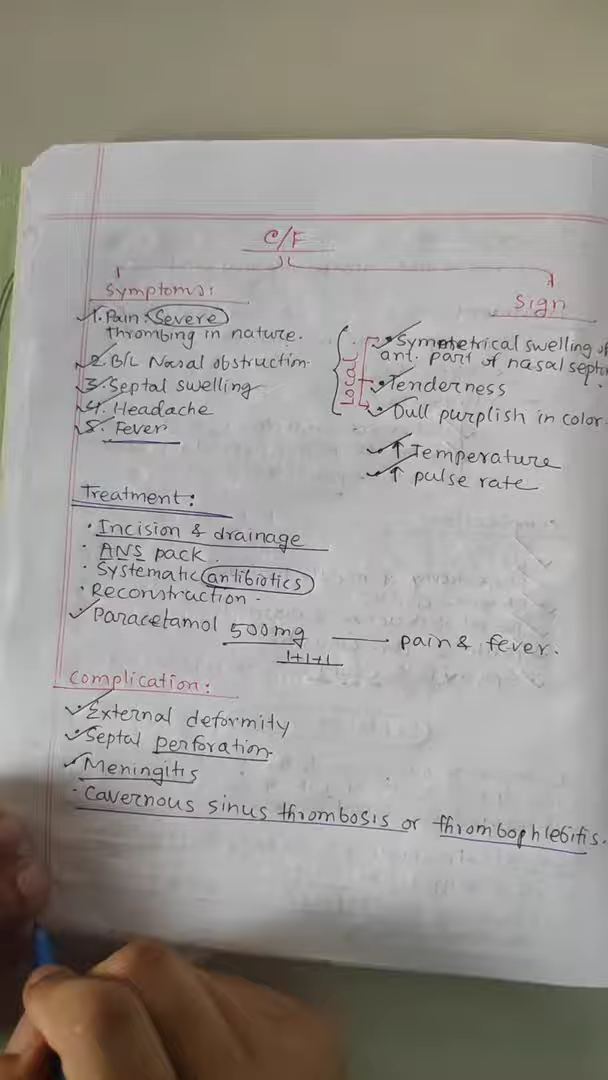 C/F
Symptoms:
1. Pain: Severe
thrombing in nature.
2. B/L Nasal obstruction.
3. Septal swelling
4. Headache
5. Fever
Sign
Local
• Symmetrical swelling of
ant. part of nasal
• Tenderness
• Dull purplish in color.
• ↑ Temperature
• ↑ pulse rate
Treatment:
• Incision & drainage
• ANS pack.
• Systematic antibiotics
• Reconstruction.
• Paracetamol 500mg — pain & fever.
1+1+1
Complication:
• External deformity
• Septal perforation.
• Meningitis
• Cavernous sinus thrombosis or thrombophlebitis.